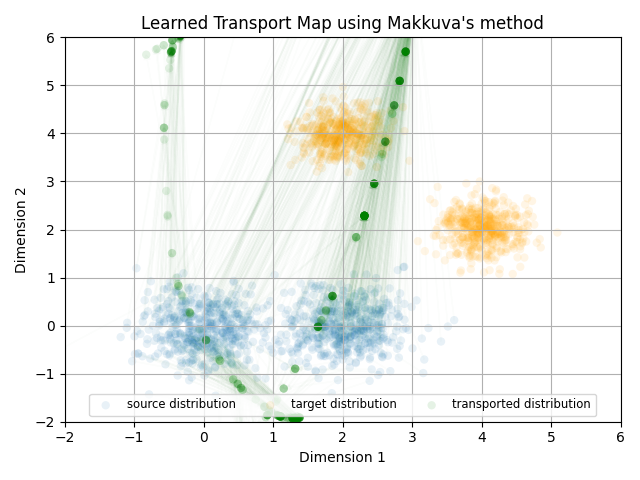 Learned Transport Map using Makkuva's method
6
5
4
3
2
1
0
−1
−2
Dimension 2
source distribution target distribution transported distribution
−2 −1 0 1 2 3 4 5 6
Dimension 1